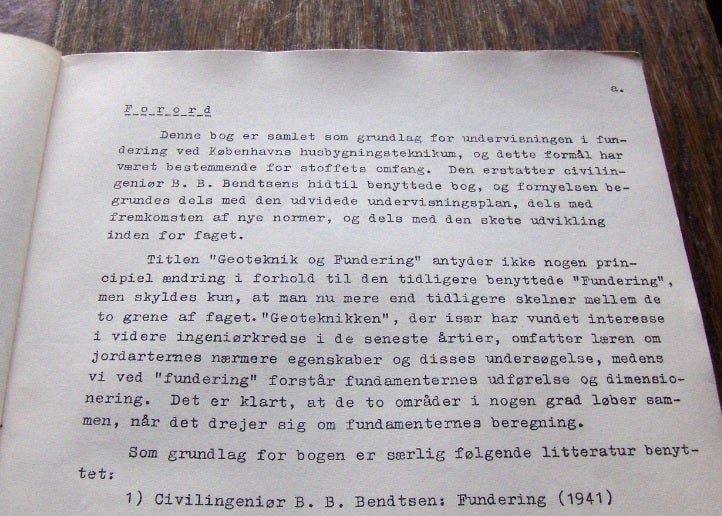 a.
Forord
Denne bog er samlet som grundlag for undervisningen i fun-
dering ved Københavns husbygningsteknikum, og dette formål har
været bestemmende for stoffets omfang. Den erstatter civilin-
geniør B. B. Bendtsens hidtil benyttede bog, og fornyelsen be-
grundes dels med den udvidede undervisningsplan, dels med
fremkomsten af nye normer, og dels med den skete udvikling
inden for faget.
Titlen "Geoteknik og Fundering" antyder ikke nogen prin-
cipiel ændring i forhold til den tidligere benyttede "Fundering",
men skyldes kun, at man nu mere end tidligere skelner mellem de
to grene af faget. "Geoteknikken", der især har vundet interesse
i videre ingeniørkredse i de seneste årtier, omfatter læren om
jordarternes nærmere egenskaber og disses undersøgelse, medens
vi ved "fundering" forstår fundamenternes udførelse og dimensio-
nering. Det er klart, at de to områder i nogen grad løber sam-
men, når det drejer sig om fundamenternes beregning.
Som grundlag for bogen er særlig følgende litteratur benyt-
tet:
1) Civilingeniør B. B. Bendtsen: Fundering (1941)